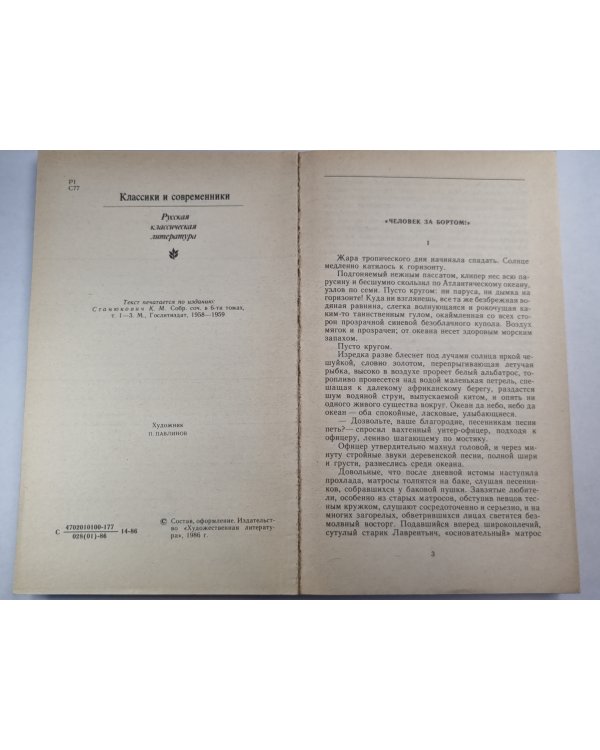 Р1
С77
Классики и современники
Русская
классическая
литература
Текст печатается по изданию:
Станюкович К. М. Собр. соч. в 6-ти томах,
т. 1—3. М., Гослитиздат, 1958—1959
Художник
П. ПАВЛИНОВ
С 4702010100-177 14-86
028(01)-86
© Состав, оформление. Издательст-
во «Художественная литерату-
ра», 1986 г.
«ЧЕЛОВЕК ЗА БОРТОМ!»
I
Жара тропического дня начинала спадать. Солнце
медленно катилось к горизонту.
Подгоняемый нежным пассатом, клипер нес всю па-
русину и бесшумно скользил по Атлантическому океану,
узлов по семи. Пусто кругом: ни паруса, ни дымка на
горизонте! Куда ни взглянешь, все та же безбрежная во-
дяная равнина, слегка волнующаяся и рокочущая ка-
ким-то таинственным гулом, окаймленная со всех сто-
рон прозрачной синевой безоблачного купола. Воздух
мягок и прозрачен; от океана несет здоровым морским
запахом.
Пусто кругом.
Изредка разве блеснет под лучами солнца яркой че-
шуйкой, словно золотом, перепрыгивающая летучая
рыбка, высоко в воздухе прореет белый альбатрос, то-
ропливо пронесется над водой маленькая петрель, спе-
шащая к далекому африканскому берегу, раздастся
шум водяной струи, выпускаемой китом, и опять ни
одного живого существа вокруг. Океан да небо, небо да
океан — оба спокойные, ласковые, улыбающиеся.
— Дозвольте, ваше благородие, песенникам песни
петь? — спросил вахтенный унтер-офицер, подходя к
офицеру, лениво шагающему по мостику.
Офицер утвердительно махнул головой, и через ми-
нуту стройные звуки деревенской песни, полной шири
и грусти, разнеслись среди океана.
Довольные, что после дневной истомы наступила
прохлада, матросы толпятся на баке, слушая песенни-
ков, собравшихся у баковой пушки. Завзятые любите-
ли, особенно из старых матросов, обступив певцов тес-
ным кружком, слушают сосредоточенно и серьезно, и на
многих загорелых, обветрившихся лицах светится без-
молвный восторг. Подавшийся вперед широкоплечий,
сутулый старик Лаврентьич, «основательный» матрос
3